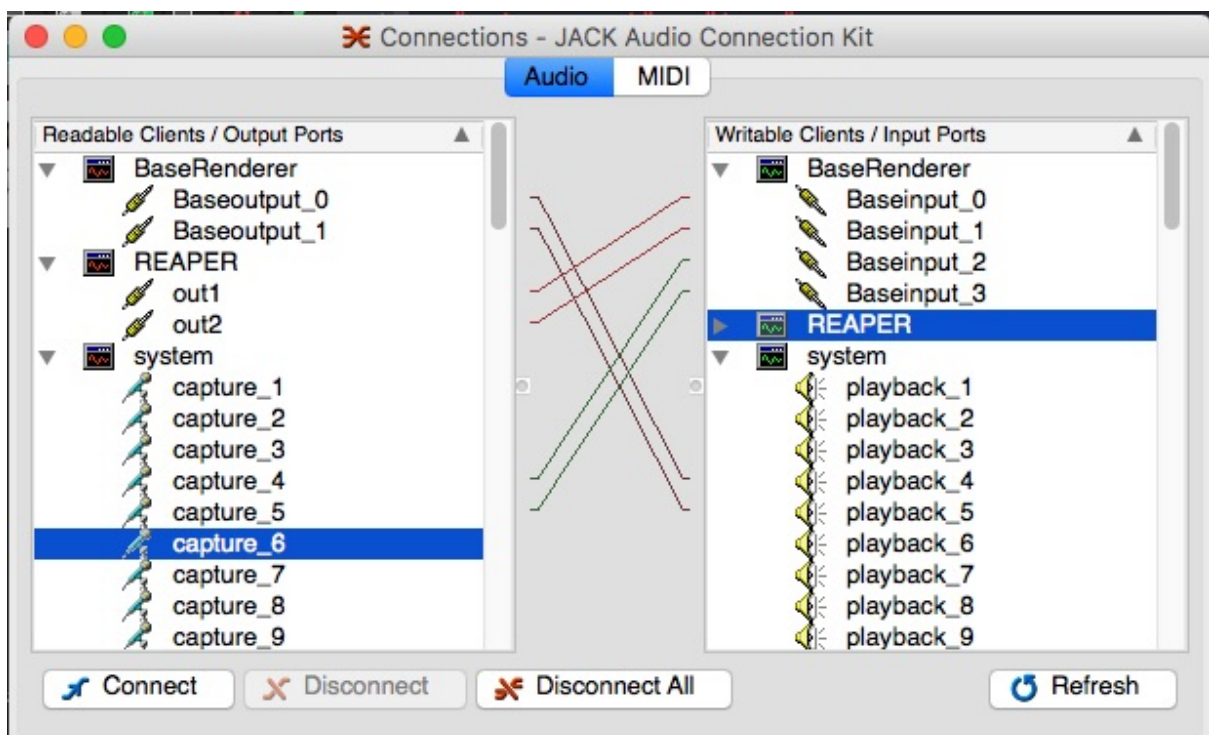 Connections - JACK Audio Connection Kit
Audio MIDI
Readable Clients / Output Ports
BaseRenderer
Baseoutput_0
Baseoutput_1
REAPER
out1
out2
system
capture_1
capture_2
capture_3
capture_4
capture_5
capture_6
capture_7
capture_8
capture_9
Writable Clients / Input Ports
BaseRenderer
Baseinput_0
Baseinput_1
Baseinput_2
Baseinput_3
REAPER
system
playback_1
playback_2
playback_3
playback_4
playback_5
playback_6
playback_7
playback_8
playback_9
Connect Disconnect Disconnect All Refresh